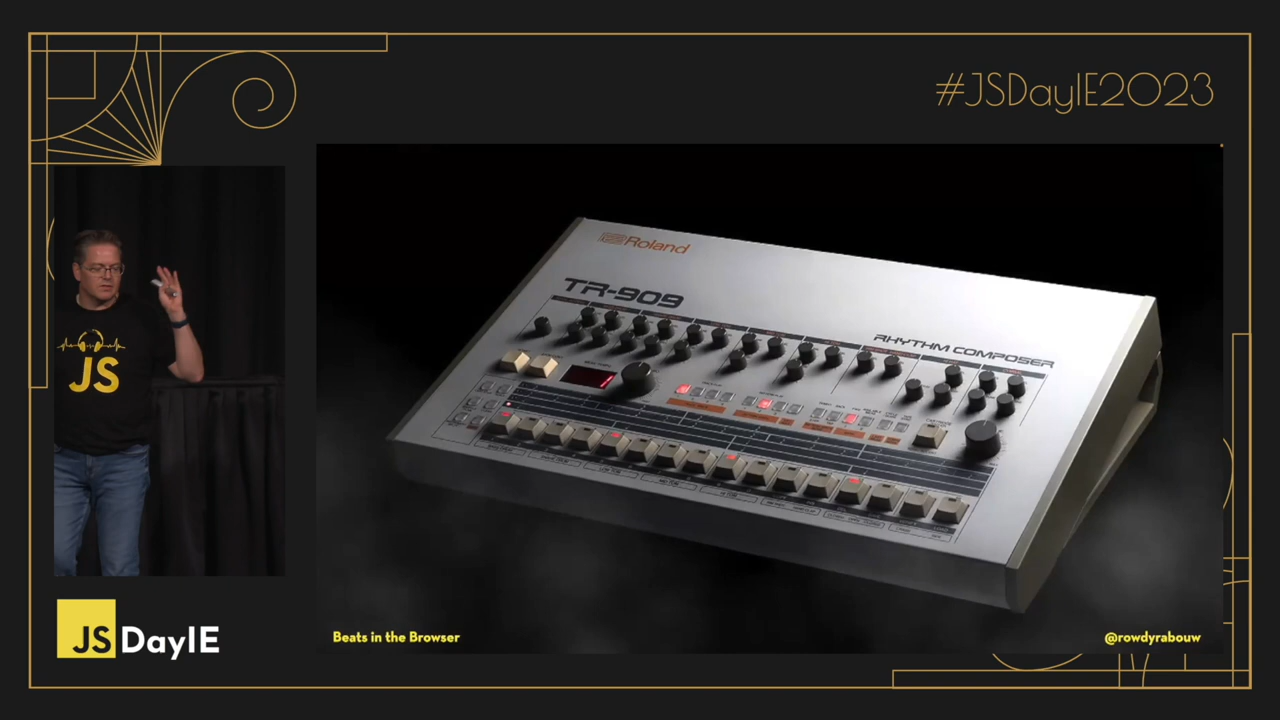 #JSDayIE2023
Roland
TR-909
RHYTHM COMPOSER
JS
Beats in the Browser
@rowdyrabouw
JS DayIE